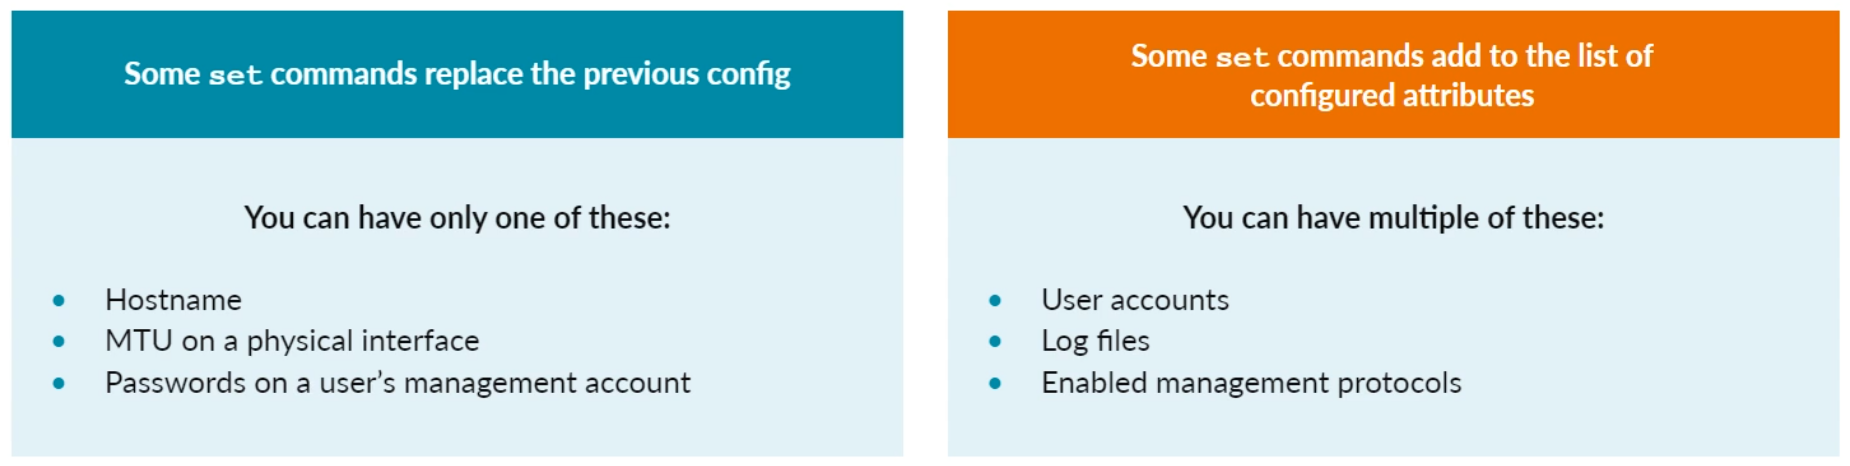 Some set commands replace the previous config
You can have only one of these:
• Hostname
• MTU on a physical interface
• Passwords on a user’s management account
Some set commands add to the list of
configured attributes
You can have multiple of these:
• User accounts
• Log files
• Enabled management protocols